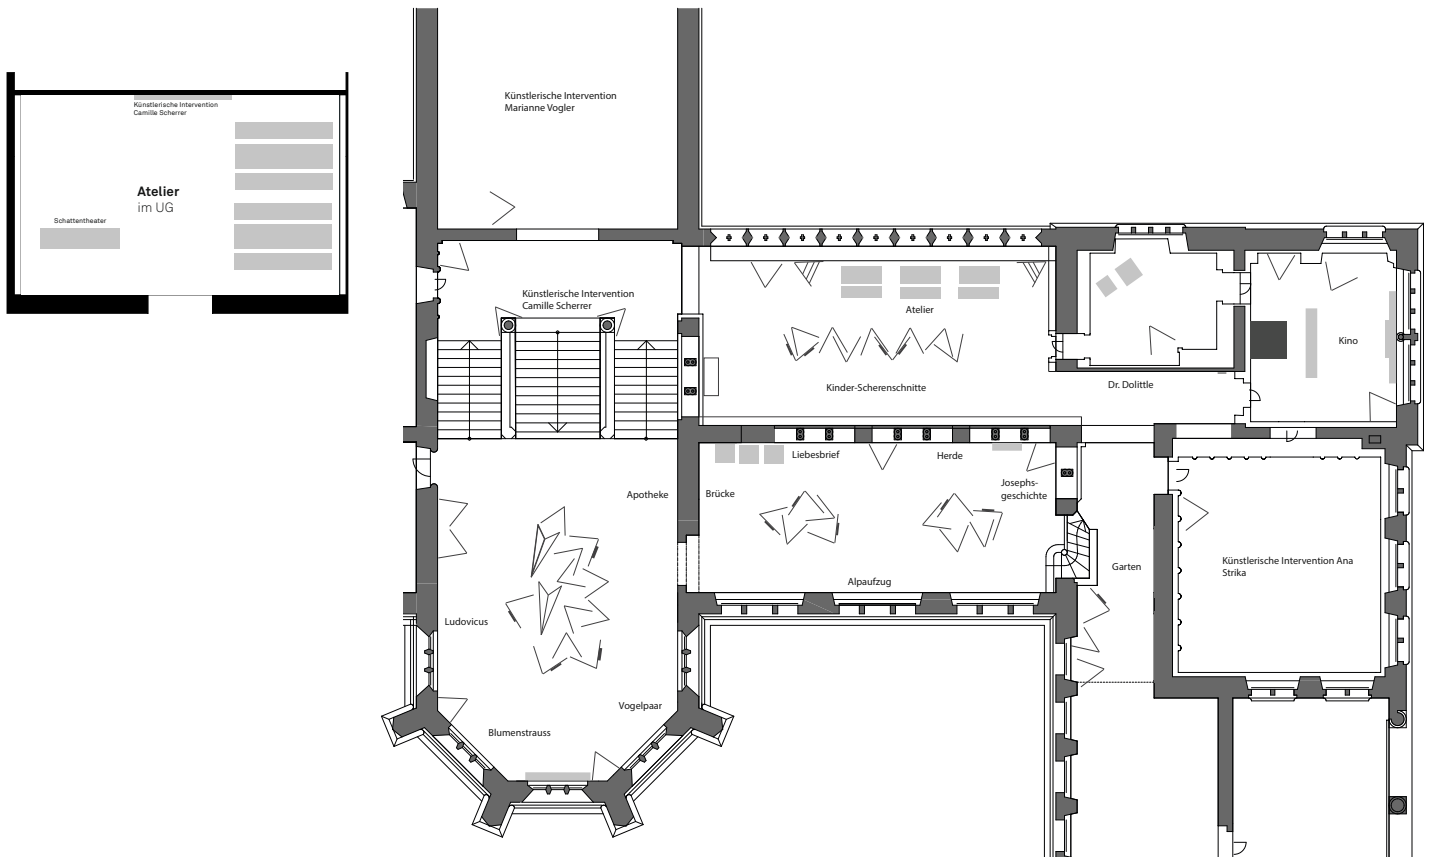 Künstlerische Intervention
Camille Scherrer
Atelier
im UG
Schattentheater
Künstlerische Intervention
Marianne Vogler
Künstlerische Intervention
Camille Scherrer
Atelier
Kinder-Scherenschnitte
Dr. Dolittle
Kino
Liebesbrief
Herde
Josephs-
geschichte
Apotheke
Brücke
Alpaufzug
Garten
Künstlerische Intervention Ana
Strika
Ludovicus
Vogelpaar
Blumenstrauss